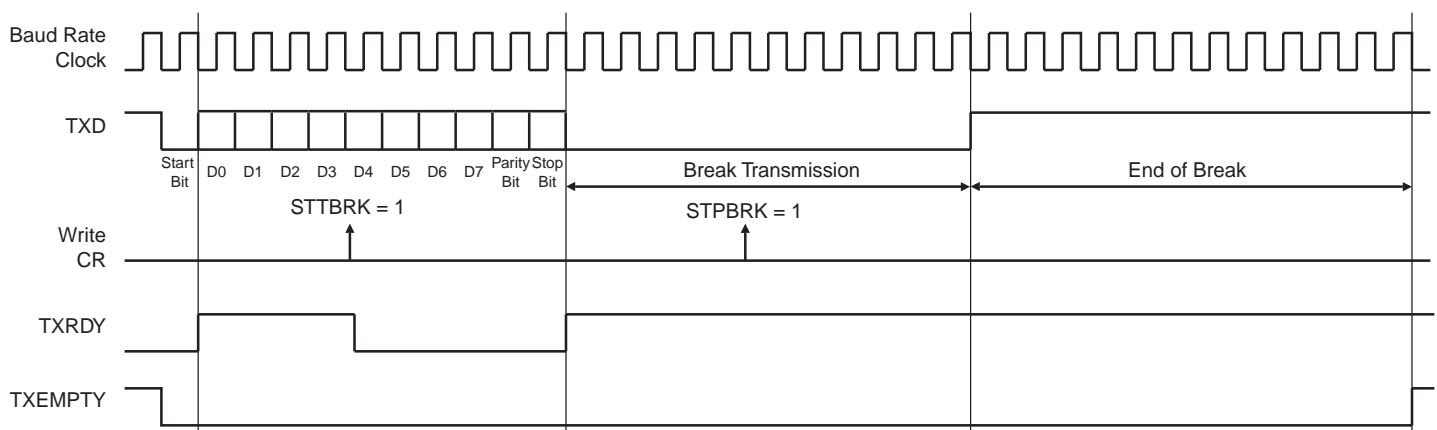 Baud Rate
Clock
TXD
Start
Bit
D0
D1
D2
D3
D4
D5
D6
D7
Parity
Bit
Stop
Bit
Break Transmission
End of Break
STTBRK = 1
STPBRK = 1
Write
CR
TXRDY
TXEMPTY